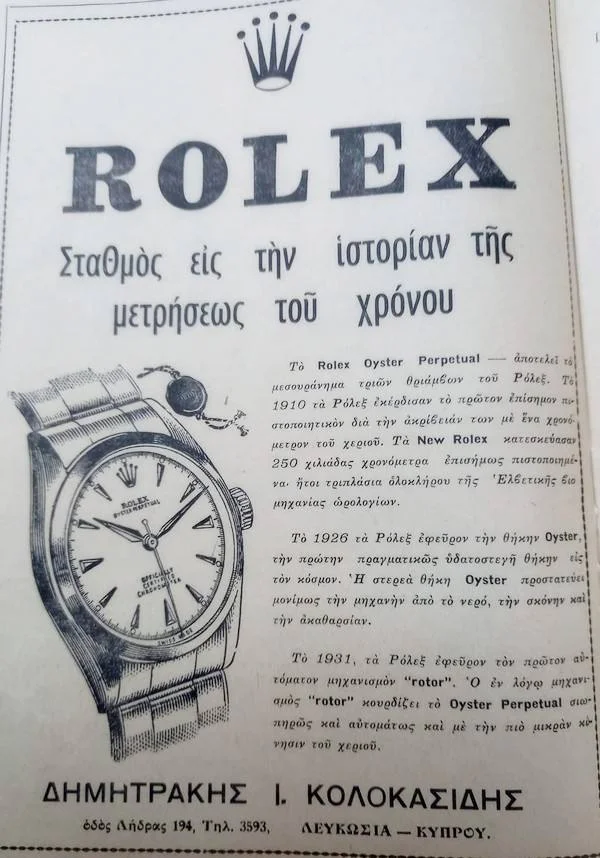 ROLEX
Σταθμὸς εἰς τὴν ἱστορίαν τῆς
μετρήσεως τοῦ χρόνου
Τὸ Rolex Oyster Perpetual — ἀποτελεῖ τὸ
μεσουράνημα τριῶν θριάμβων τοῦ Ρόλεξ. Τὸ
1910 τὰ Ρόλεξ ἐκέρδισαν τὸ πρῶτον ἐπίσημον πι-
στοποιητικὸν διὰ τὴν ἀκρίβειάν των μὲ ἕνα χρονό-
μετρον τοῦ χεριοῦ. Τὰ New Rolex κατεσκεύασαν
250 χιλιάδας χρονόμετρα ἐπισήμως πιστοποιημέ-
να· ἤτοι τριπλάσια ὁλοκλήρου τῆς Ἑλβετικῆς βιο
μηχανίας ὡρολογίων.
Τὸ 1926 τὰ Ρόλεξ ἐφεῦρον τὴν θήκην Oyster,
τὴν πρώτην πραγματικῶς ὑδατοστεγῆ θήκην εἰς
τὸν κόσμον. Ἡ στερεὰ θήκη Oyster προστατεύει
μονίμως τὴν μηχανὴν ἀπὸ τὸ νερό, τὴν σκόνην καὶ
τὴν ἀκαθαρσίαν.
Τὸ 1931, τὰ Ρόλεξ ἐφεῦρον τὸν πρῶτον αὐ-
τόματον μηχανισμὸν "rotor". Ὁ ἐν λόγῳ μηχανι-
σμὸς "rotor" κουρδίζει τὸ Oyster Perpetual σιω-
πηρῶς καὶ αὐτομάτως καὶ μὲ τὴν πιὸ μικρὰν κί-
νησιν τοῦ χεριοῦ.
ROLEX
OYSTER PERPETUAL
OFFICIALLY
CERTIFIED
CHRONOMETER
SWISS
ΔΗΜΗΤΡΑΚΗΣ Ι. ΚΟΛΟΚΑΣΙΔΗΣ
ὁδὸς Λήδρας 194, Τηλ. 3593, ΛΕΥΚΩΣΙΑ — ΚΥΠΡΟΥ.